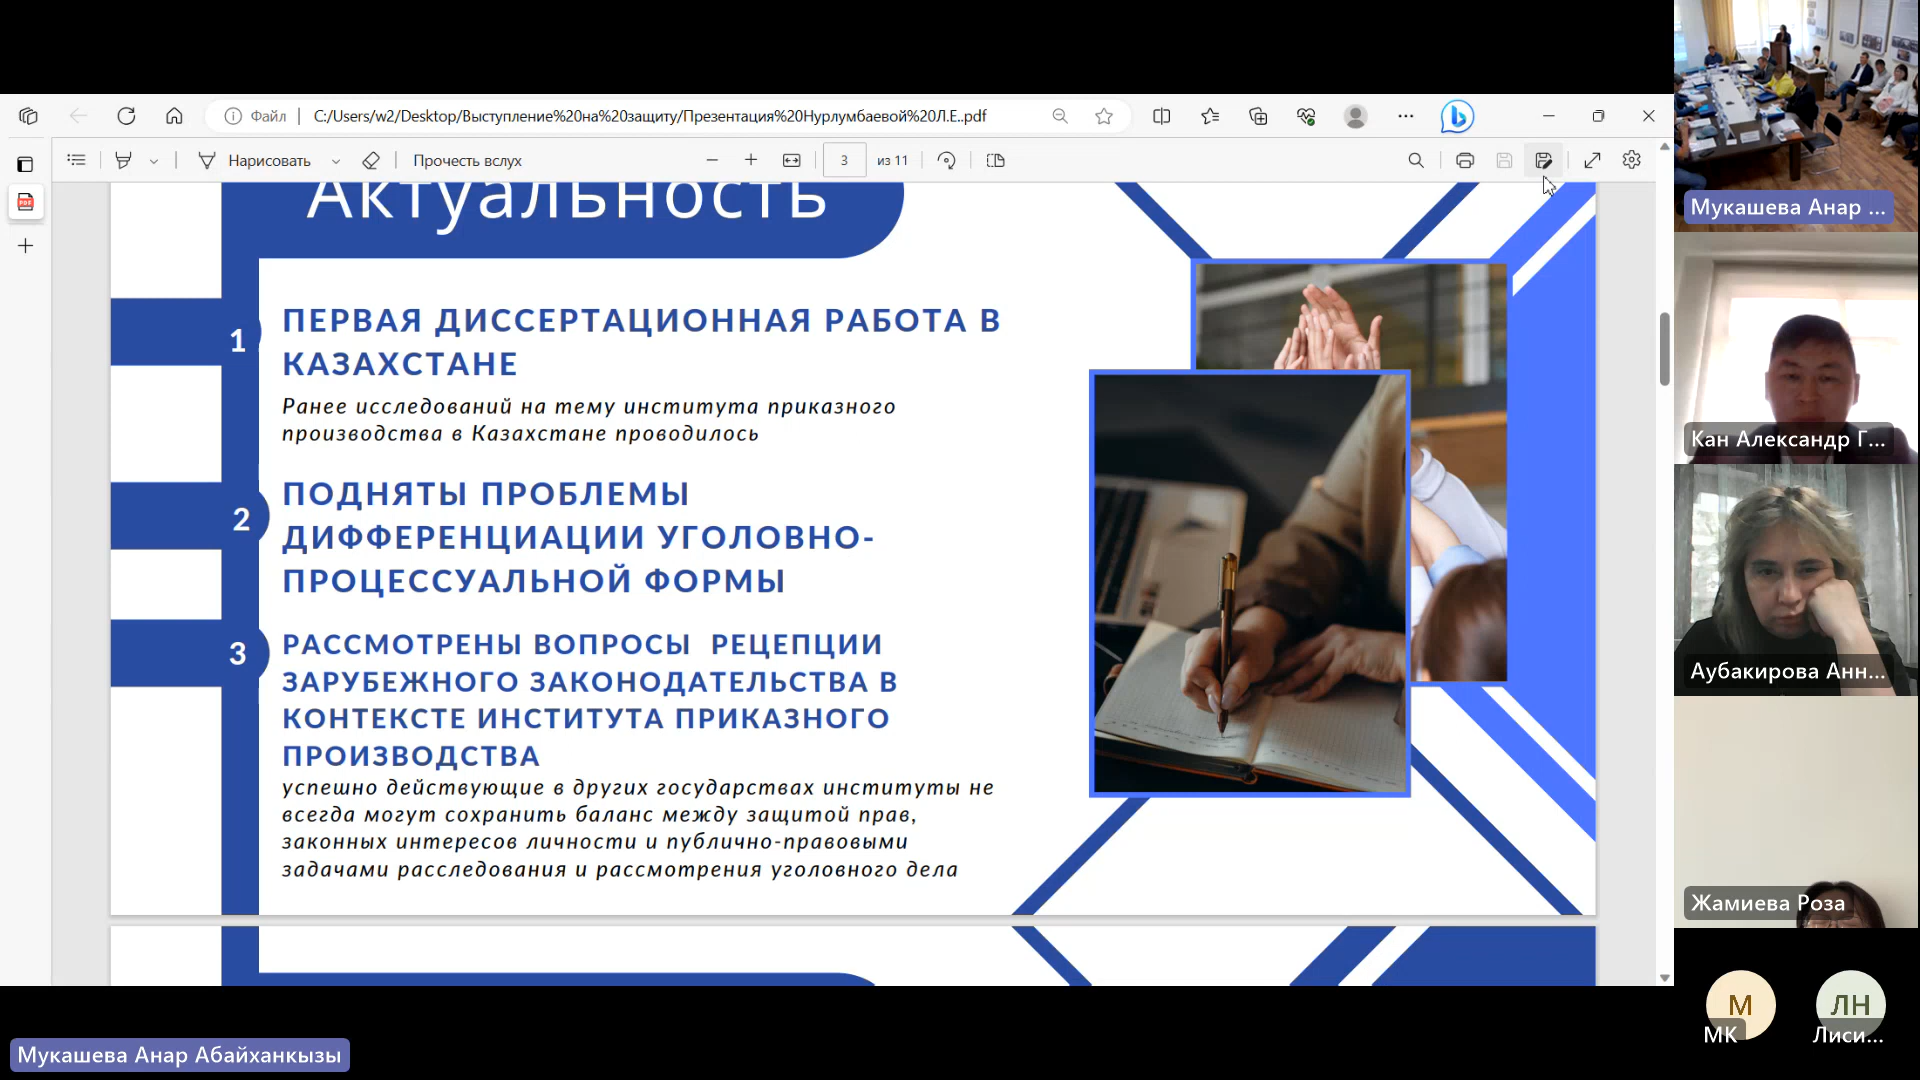 Файл
C:/Users/w2/Desktop/Выступление%20на%20защиту/Презентация%20Нурлумбаевой%20Л.Е..pdf
Нарисовать
Прочесть вслух
3
из 11
Актуальность
1
ПЕРВАЯ ДИССЕРТАЦИОННАЯ РАБОТА В
КАЗАХСТАНЕ
Ранее исследований на тему института приказного
производства в Казахстане проводилось
2
ПОДНЯТЫ ПРОБЛЕМЫ
ДИФФЕРЕНЦИАЦИИ УГОЛОВНО-
ПРОЦЕССУАЛЬНОЙ ФОРМЫ
3
РАССМОТРЕНЫ ВОПРОСЫ РЕЦЕПЦИИ
ЗАРУБЕЖНОГО ЗАКОНОДАТЕЛЬСТВА В
КОНТЕКСТЕ ИНСТИТУТА ПРИКАЗНОГО
ПРОИЗВОДСТВА
успешно действующие в других государствах институты не
всегда могут сохранить баланс между защитой прав,
законных интересов личности и публично-правовыми
задачами расследования и рассмотрения уголовного дела
Мукашева Анар ...
Кан Александр Г...
Аубакирова Анн...
Жамиева Роза
М
МК
ЛН
Лиси...
Мукашева Анар Абайханкызы